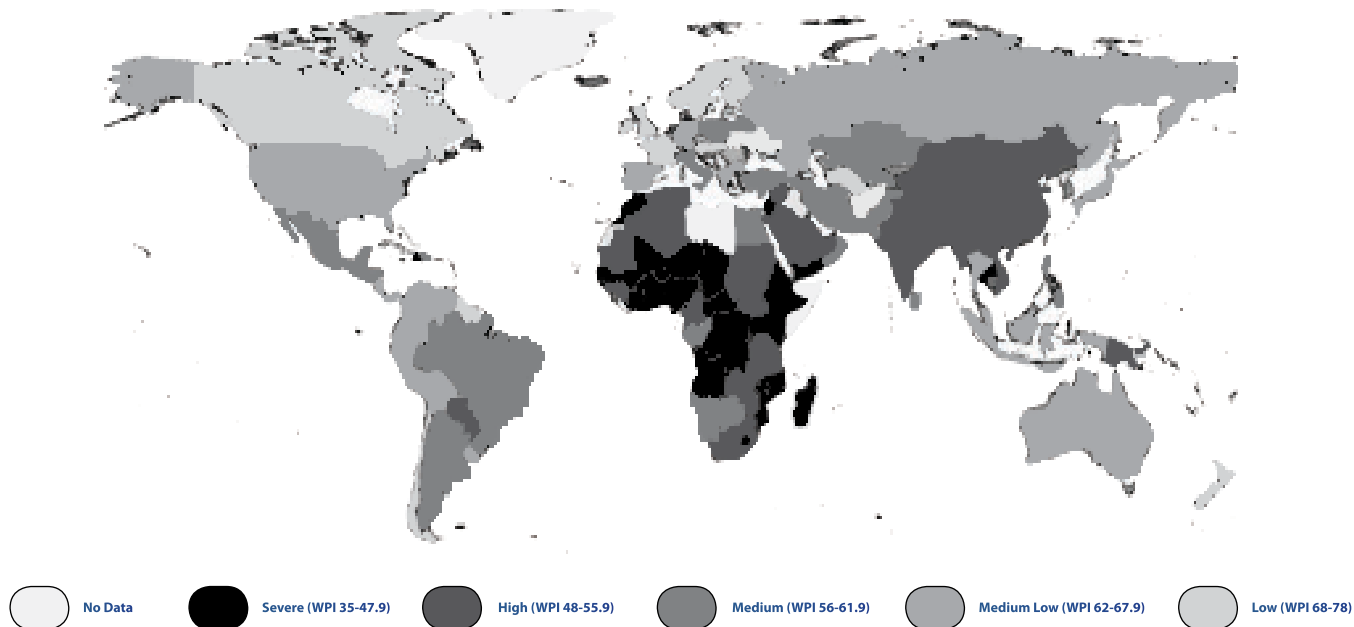 No Data
Severe (WPI 35-47.9)
High (WPI 48-55.9)
Medium (WPI 56-61.9)
Medium Low (WPI 62-67.9)
Low (WPI 68-78)